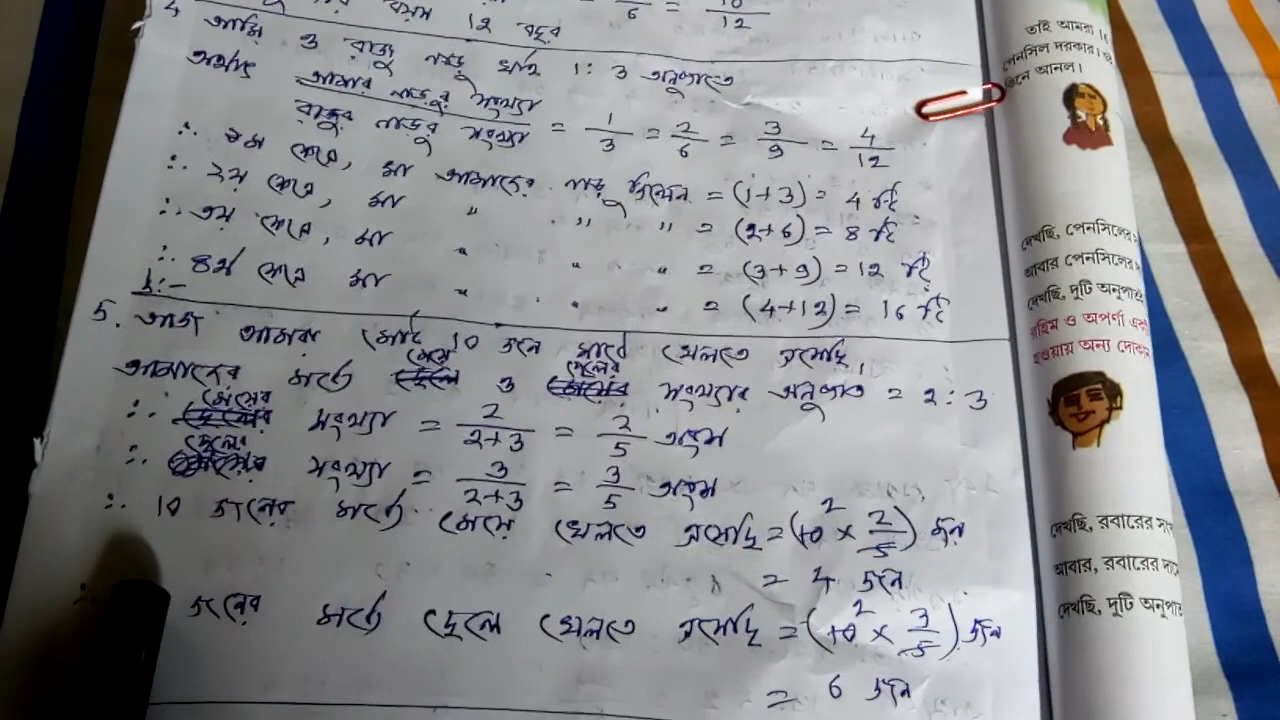 বয়স 12 বছর
6 = 10/12
4. আমি ও রাজু নাড়ু খাই 1 : 3 অনুপাতে
অর্থাৎ আমার নাড়ুর সংখ্যা / রাজুর নাড়ুর সংখ্যা = 1/3 = 2/6 = 3/9 = 4/12
∴ ১ম ক্ষেত্রে, মা আমাদের নাড়ু দিলেন = (1+3) = 4 টি
∴ ২য় ক্ষেত্রে, মা " " " = (2+6) = 8 টি
∴ ৩য় ক্ষেত্রে, মা " " " = (3+9) = 12 টি
∴ ৪র্থ ক্ষেত্রে মা " " " = (4+12) = 16 টি
5. আজ আমরা মোট 10 জনে মাঠে খেলতে এসেছি,
আমাদের মধ্যে মেয়ে ও ছেলের সংখ্যার অনুপাত = 2 : 3
∴ মেয়ের সংখ্যা = 2/2+3 = 2/5 অংশ
∴ ছেলের সংখ্যা = 3/2+3 = 3/5 অংশ
∴ 10 জনের মধ্যে মেয়ে খেলতে এসেছি = (10 × 2/5) জন
= 4 জন
∴ জনের মধ্যে ছেলে খেলতে এসেছি = (10 × 3/5) জন
= 6 জন
তাই আমরা
পেনসিল দরকার।
কিনে আনল।
দেখছি, পেনসিলের
আবার পেনসিলের
দেখছি, দুটি অনুপাত
রহিম ও অপর্ণা
হওয়ায় অন্য দোকান
দেখছি, রবারের
আবার, রবারের
দেখছি, দুটি অনুপাত